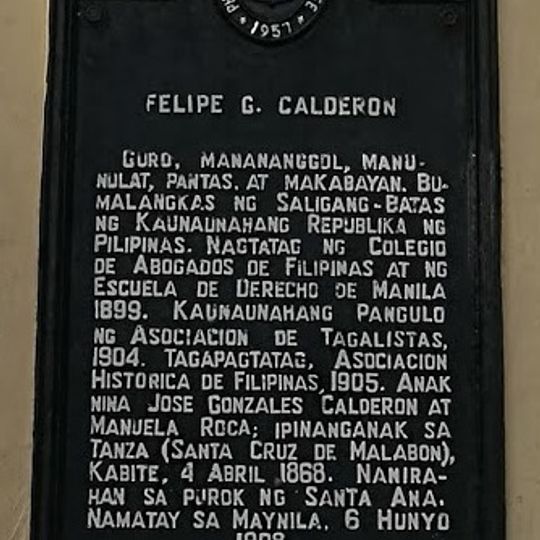 1957
FELIPE G. CALDERON
GURO, MANANANGGOL, MANU-
NULAT, PANTAS. AT MAKABAYAN. BU-
MALANGKAS NG SALIGANG-BATAS
NG KAUNAUNAHANG REPUBLIKA NG
PILIPINAS. NAGTATAG NG COLEGIO
DE ABOGADOS DE FILIPINAS AT NG
ESCUELA DE DERECHO DE MANILA
1899. KAUNAUNAHANG PANGULO
NG ASOCIACION DE TAGALISTAS,
1904. TAGAPAGTATAG, ASOCIACION
HISTORICA DE FILIPINAS, 1905. ANAK
NINA JOSE GONZALES CALDERON AT
MANUELA ROCA; IPINANGANAK SA
TANZA (SANTA CRUZ DE MALABON),
KABITE, 4 ABRIL 1868. NANIRA-
HAN SA PUROK NG SANTA ANA.
NAMATAY SA MAYNILA, 6 HUNYO